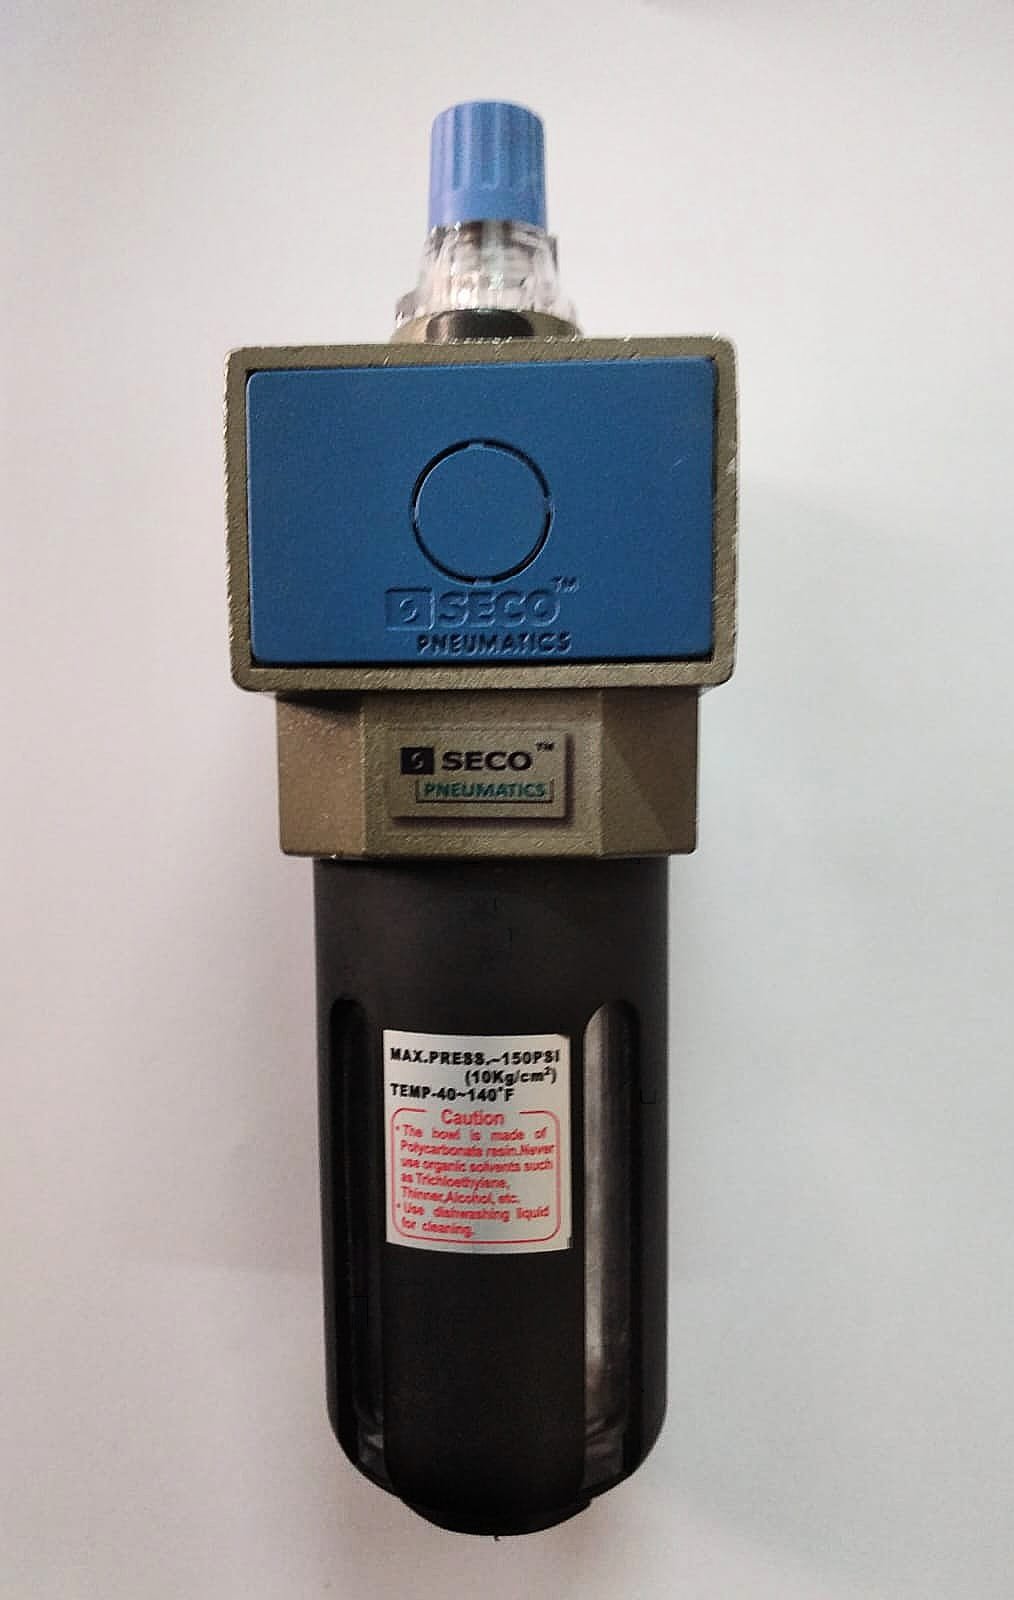 SECO™
PNEUMATICS
SECO™
PNEUMATICS
MAX.PRESS.~150PSI
(10Kg/cm²)
TEMP-40~140°F
Caution
• The bowl is made of
Polycarbonate resin.Never
use organic solvents such
as Trichloethylene,
Thinner,Alcohol, etc.
• Use dishwashing liquid
for cleaning.